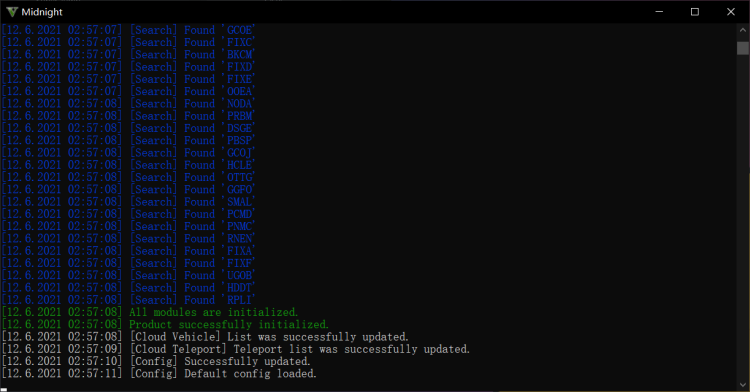 Midnight
[12.6.2021 02:57:07] [Search] Found 'GCOE'
[12.6.2021 02:57:07] [Search] Found 'FIXC'
[12.6.2021 02:57:07] [Search] Found 'BKCM'
[12.6.2021 02:57:07] [Search] Found 'FIXD'
[12.6.2021 02:57:07] [Search] Found 'FIXE'
[12.6.2021 02:57:07] [Search] Found 'OOEA'
[12.6.2021 02:57:08] [Search] Found 'NODA'
[12.6.2021 02:57:08] [Search] Found 'PRBM'
[12.6.2021 02:57:08] [Search] Found 'DSGE'
[12.6.2021 02:57:08] [Search] Found 'PBSP'
[12.6.2021 02:57:08] [Search] Found 'GCOJ'
[12.6.2021 02:57:08] [Search] Found 'HCLE'
[12.6.2021 02:57:08] [Search] Found 'OTTG'
[12.6.2021 02:57:08] [Search] Found 'GGFO'
[12.6.2021 02:57:08] [Search] Found 'SMAL'
[12.6.2021 02:57:08] [Search] Found 'PCMD'
[12.6.2021 02:57:08] [Search] Found 'PNMC'
[12.6.2021 02:57:08] [Search] Found 'RNEN'
[12.6.2021 02:57:08] [Search] Found 'FIXA'
[12.6.2021 02:57:08] [Search] Found 'FIXF'
[12.6.2021 02:57:08] [Search] Found 'UGOB'
[12.6.2021 02:57:08] [Search] Found 'HDDT'
[12.6.2021 02:57:08] [Search] Found 'RPLI'
[12.6.2021 02:57:08] All modules are initialized.
[12.6.2021 02:57:08] Product successfully initialized.
[12.6.2021 02:57:08] [Cloud Vehicle] List was successfully updated.
[12.6.2021 02:57:09] [Cloud Teleport] Teleport list was successfully updated.
[12.6.2021 02:57:10] [Config] Successfully updated.
[12.6.2021 02:57:11] [Config] Default config loaded.